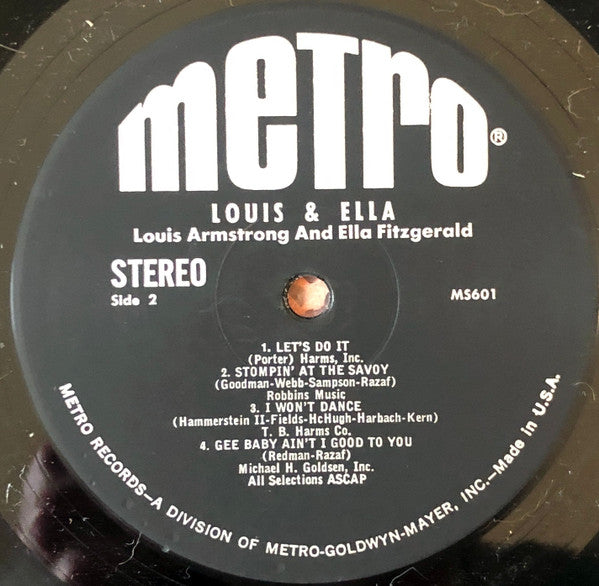 METRO®
LOUIS & ELLA
Louis Armstrong And Ella Fitzgerald
STEREO
Side 2
MS601
1. LET'S DO IT
(Porter) Harms, Inc.
2. STOMPIN' AT THE SAVOY
(Goodman-Webb-Sampson-Razaf)
Robbins Music
3. I WON'T DANCE
(Hammerstein II-Fields-McHugh-Harbach-Kern)
T. B. Harms Co.
4. GEE BABY AIN'T I GOOD TO YOU
(Redman-Razaf)
Michael H. Goldsen, Inc.
All Selections ASCAP
METRO RECORDS—A DIVISION OF METRO-GOLDWYN-MAYER, INC.—Made in U.S.A.